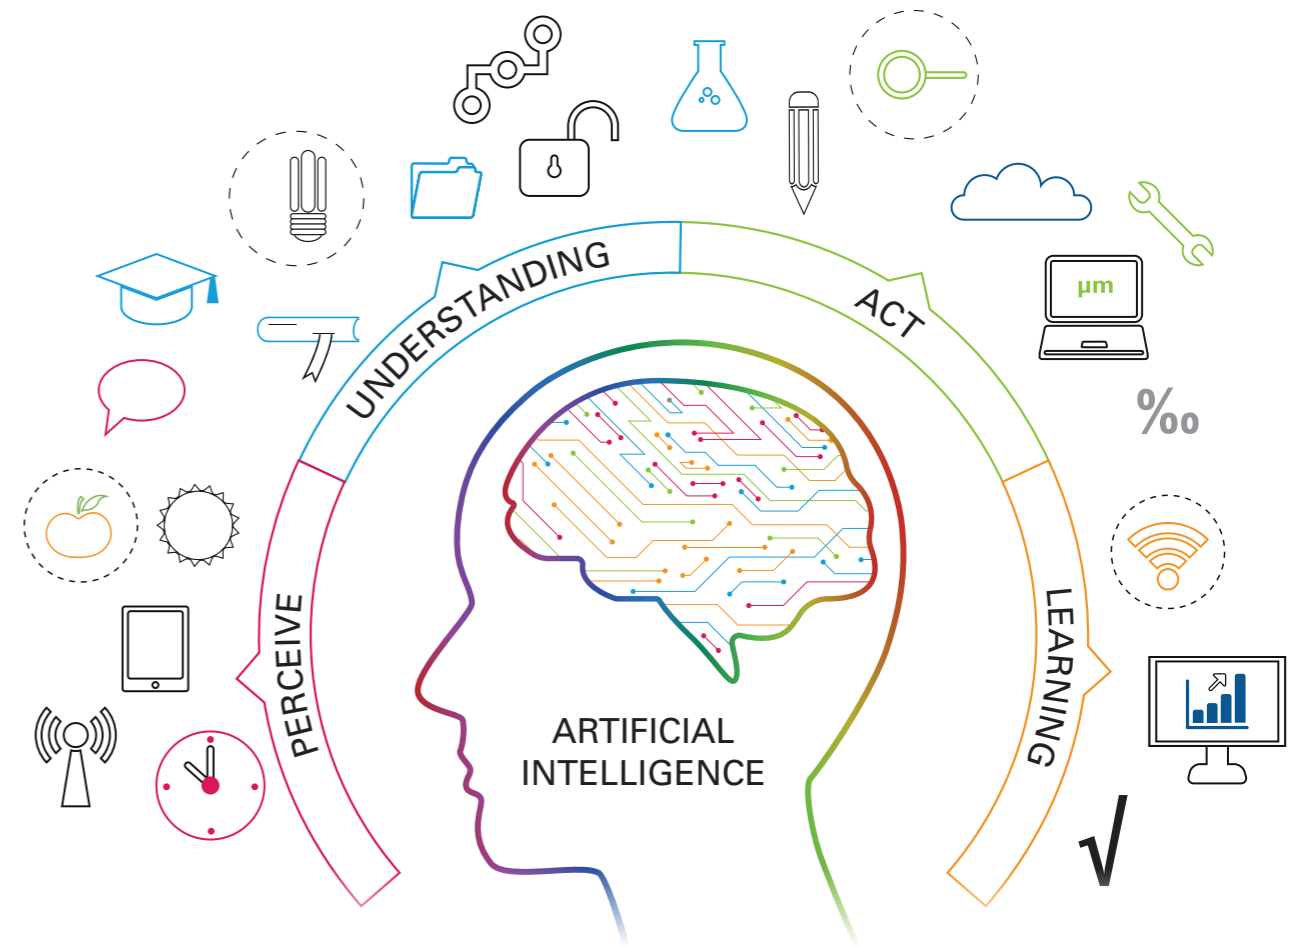 UNDERSTANDING
ACT
µm
‰
PERCEIVE
LEARNING
ARTIFICIAL
INTELLIGENCE
√